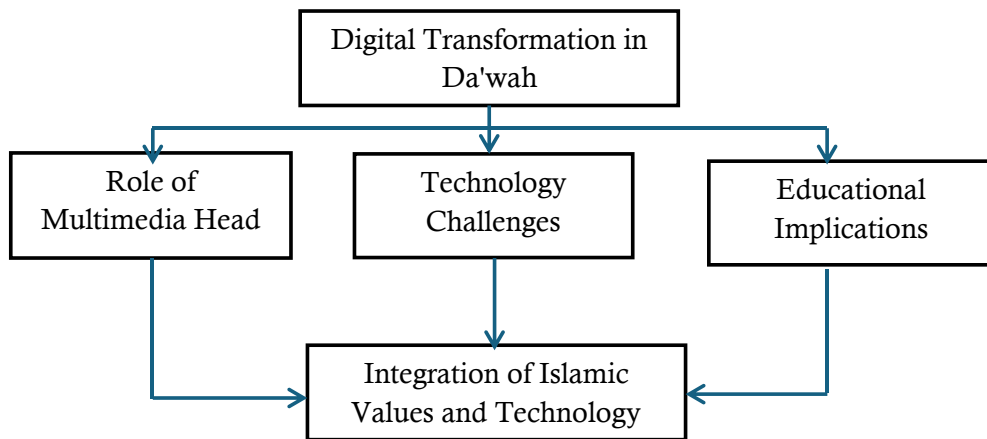 Digital Transformation in
Da'wah
Role of
Multimedia Head
Technology
Challenges
Educational
Implications
Integration of Islamic
Values and Technology